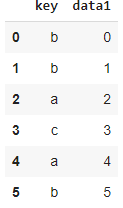 key data1
0 b 0
1 b 1
2 a 2
3 c 3
4 a 4
5 b 5